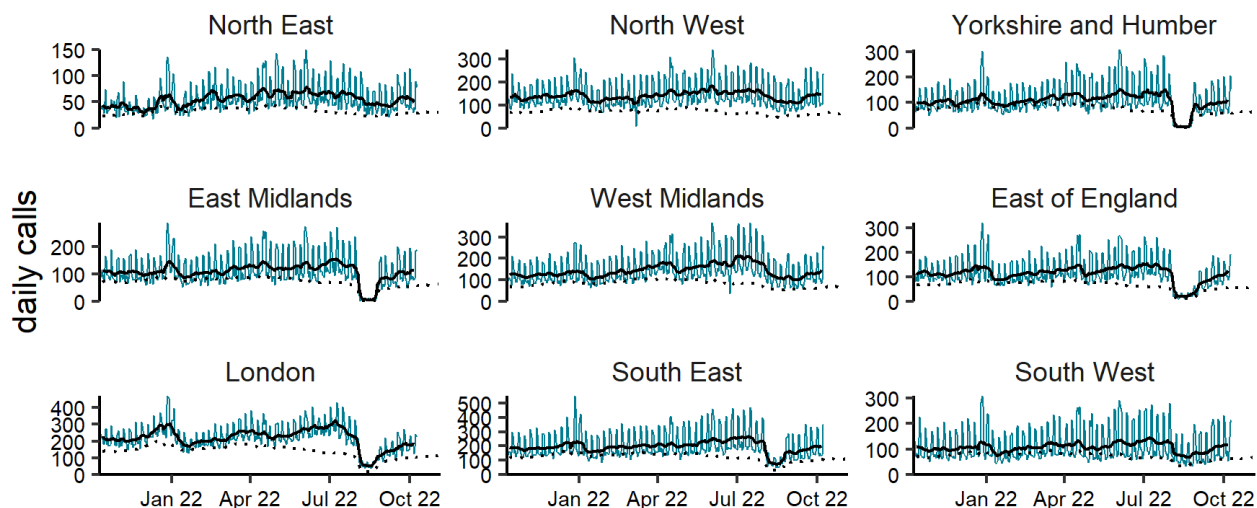 North East
North West
Yorkshire and Humber
150
100
50
0
300
200
100
0
300
200
100
0
daily calls
East Midlands
West Midlands
East of England
200
100
0
300
200
100
0
300
200
100
0
London
South East
South West
400
300
200
100
0
500
400
300
200
100
0
300
200
100
0
Jan 22 Apr 22 Jul 22 Oct 22
Jan 22 Apr 22 Jul 22 Oct 22
Jan 22 Apr 22 Jul 22 Oct 22